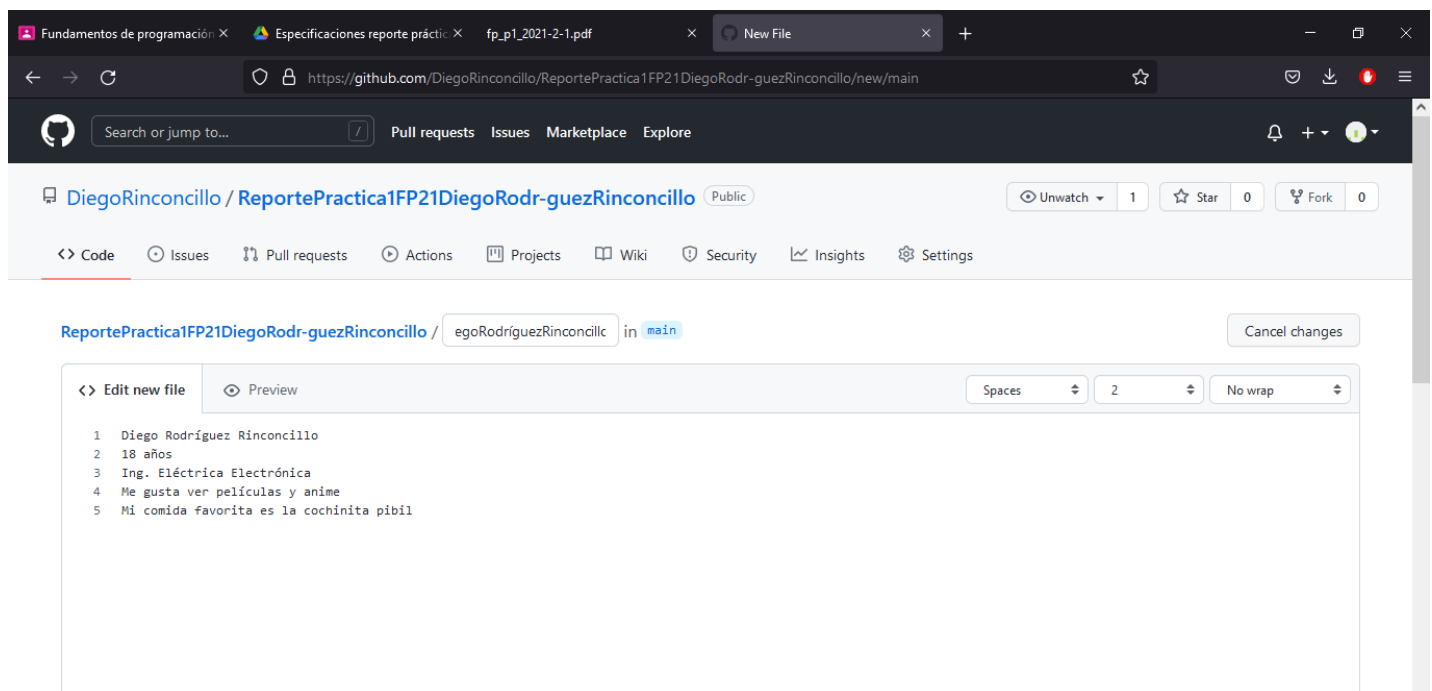 Fundamentos de programación
Especificaciones reporte práctic
fp_p1_2021-2-1.pdf
New File
https://github.com/DiegoRinconcillo/ReportePractica1FP21DiegoRodr-guezRinconcillo/new/main
Search or jump to...
/
Pull requests Issues Marketplace Explore
DiegoRinconcillo / ReportePractica1FP21DiegoRodr-guezRinconcillo Public
Unwatch 1 Star 0 Fork 0
<> Code Issues Pull requests Actions Projects Wiki Security Insights Settings
ReportePractica1FP21DiegoRodr-guezRinconcillo / egoRodríguezRinconcillo in main Cancel changes
<> Edit new file Preview Spaces 2 No wrap
1 Diego Rodríguez Rinconcillo
2 18 años
3 Ing. Eléctrica Electrónica
4 Me gusta ver películas y anime
5 Mi comida favorita es la cochinita pibil